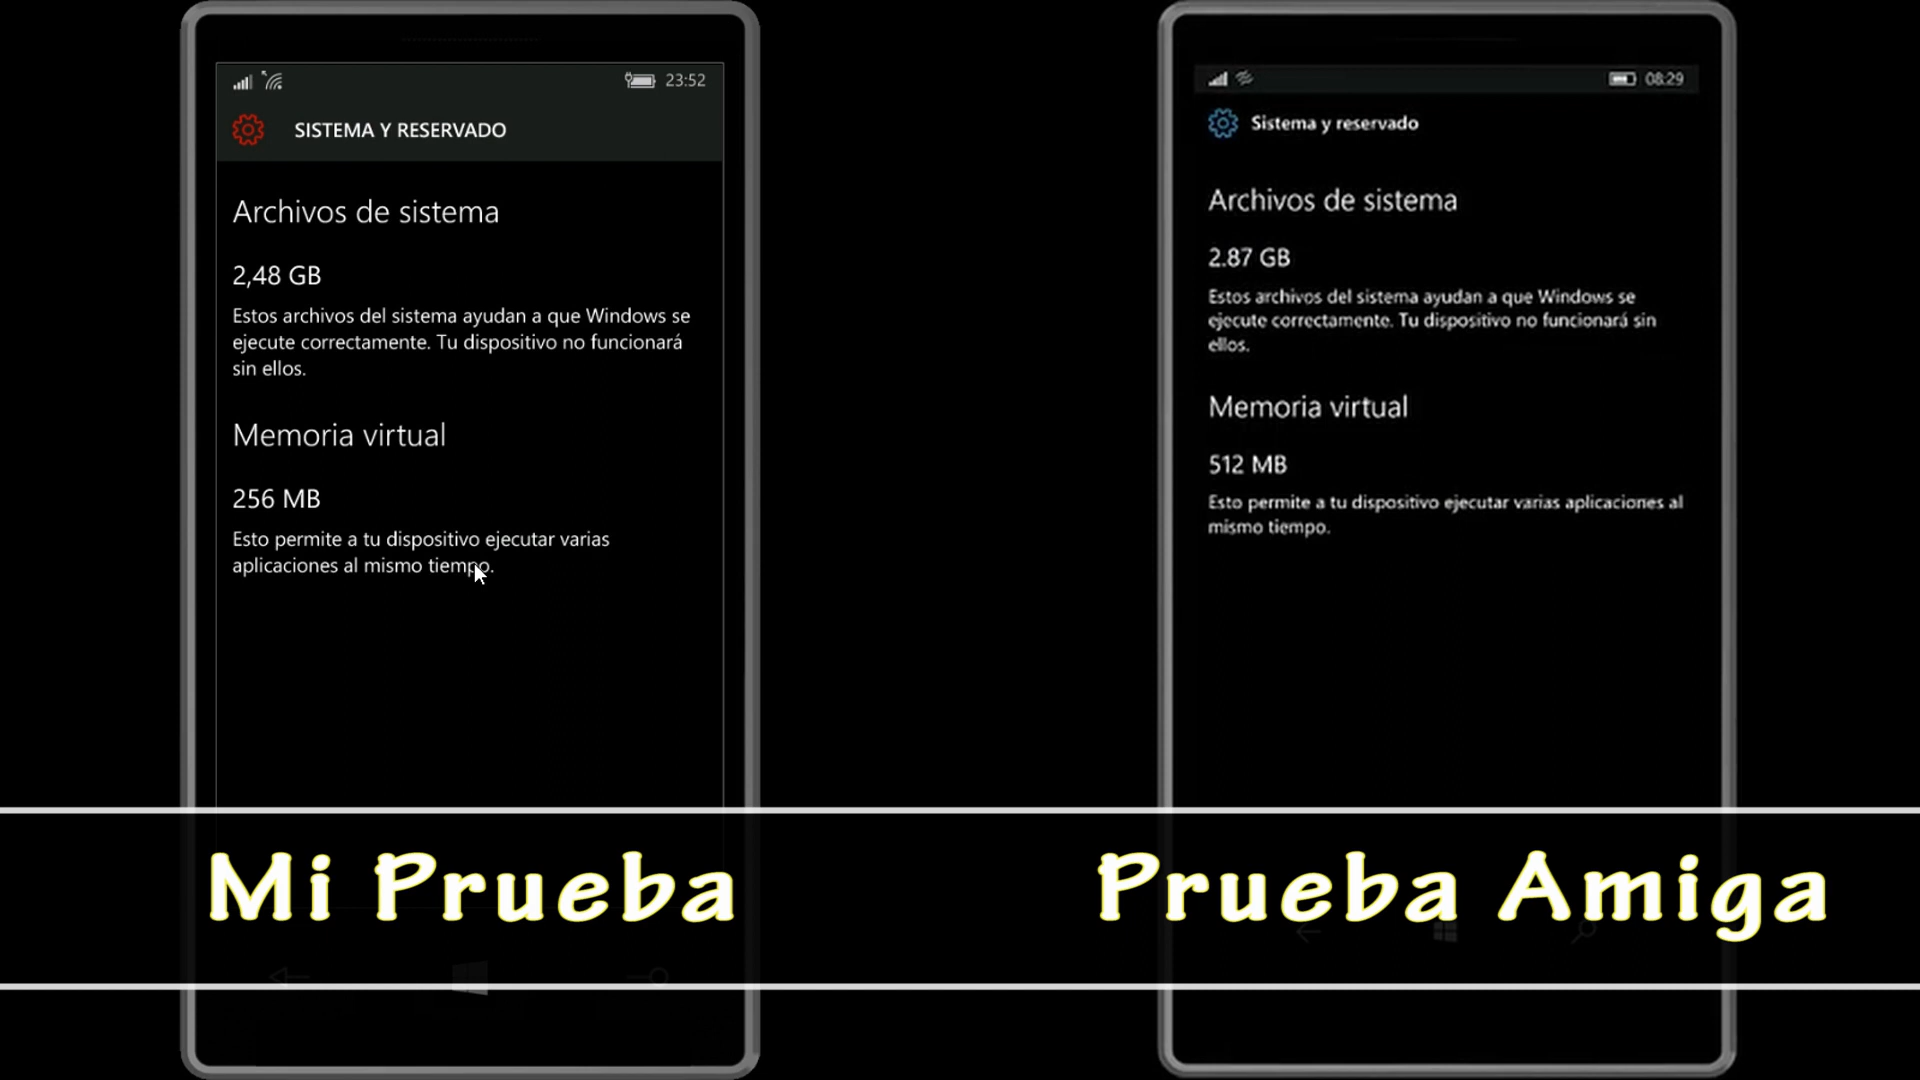 23:52
SISTEMA Y RESERVADO
Archivos de sistema
2,48 GB
Estos archivos del sistema ayudan a que Windows se
ejecute correctamente. Tu dispositivo no funcionará
sin ellos.
Memoria virtual
256 MB
Esto permite a tu dispositivo ejecutar varias
aplicaciones al mismo tiempo.
Mi Prueba
08:29
Sistema y reservado
Archivos de sistema
2.87 GB
Estos archivos del sistema ayudan a que Windows se
ejecute correctamente. Tu dispositivo no funcionará sin
ellos.
Memoria virtual
512 MB
Esto permite a tu dispositivo ejecutar varias aplicaciones al
mismo tiempo.
Prueba Amiga